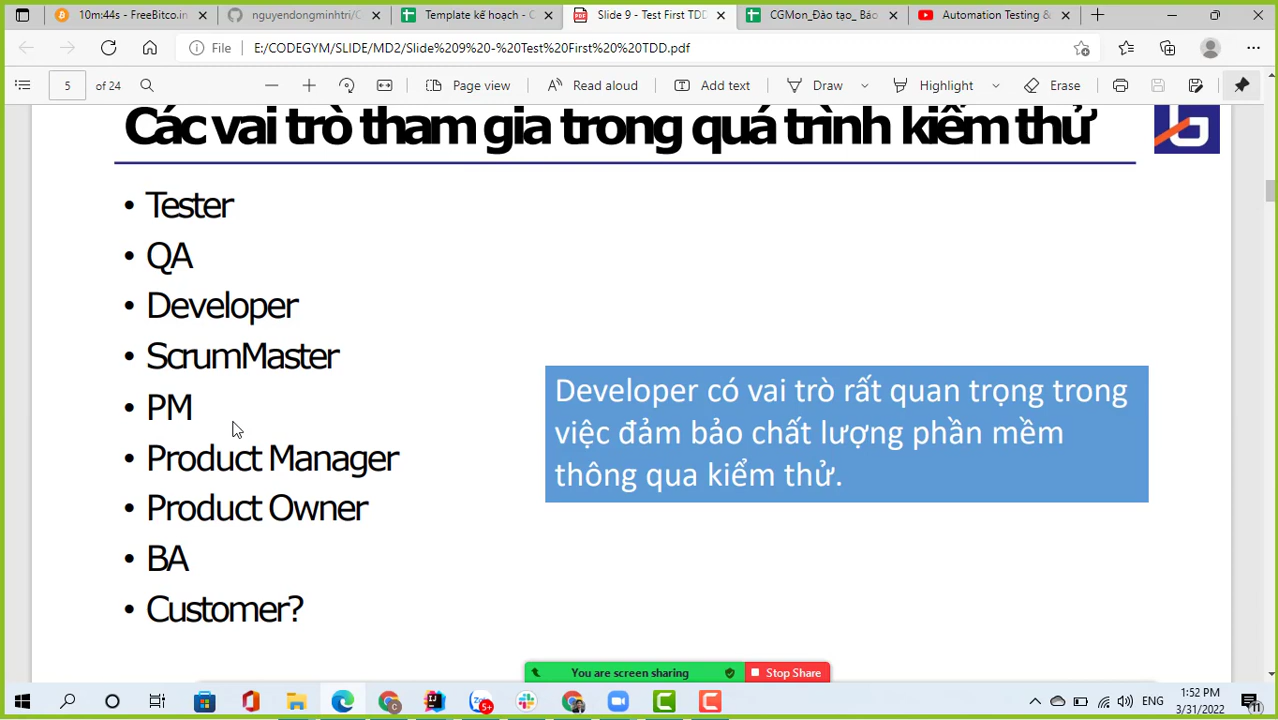 10m:44s - FreeBitco.in
nguyendongminhtri/C
Template kế hoạch - C
Slide 9 - Test First TDD
CGMon_Đào tạo_ Bảo
Automation Testing &
File
E:/CODEGYM/SLIDE/MD2/Slide%209%20-%20Test%20First%20%20TDD.pdf
5 of 24
Page view
Read aloud
Add text
Draw
Highlight
Erase
Các vai trò tham gia trong quá trình kiểm thử
• Tester
• QA
• Developer
• ScrumMaster
• PM
• Product Manager
• Product Owner
• BA
• Customer?
Developer có vai trò rất quan trọng trong
việc đảm bảo chất lượng phần mềm
thông qua kiểm thử.
You are screen sharing
Stop Share
5+
ENG
1:52 PM
3/31/2022
11